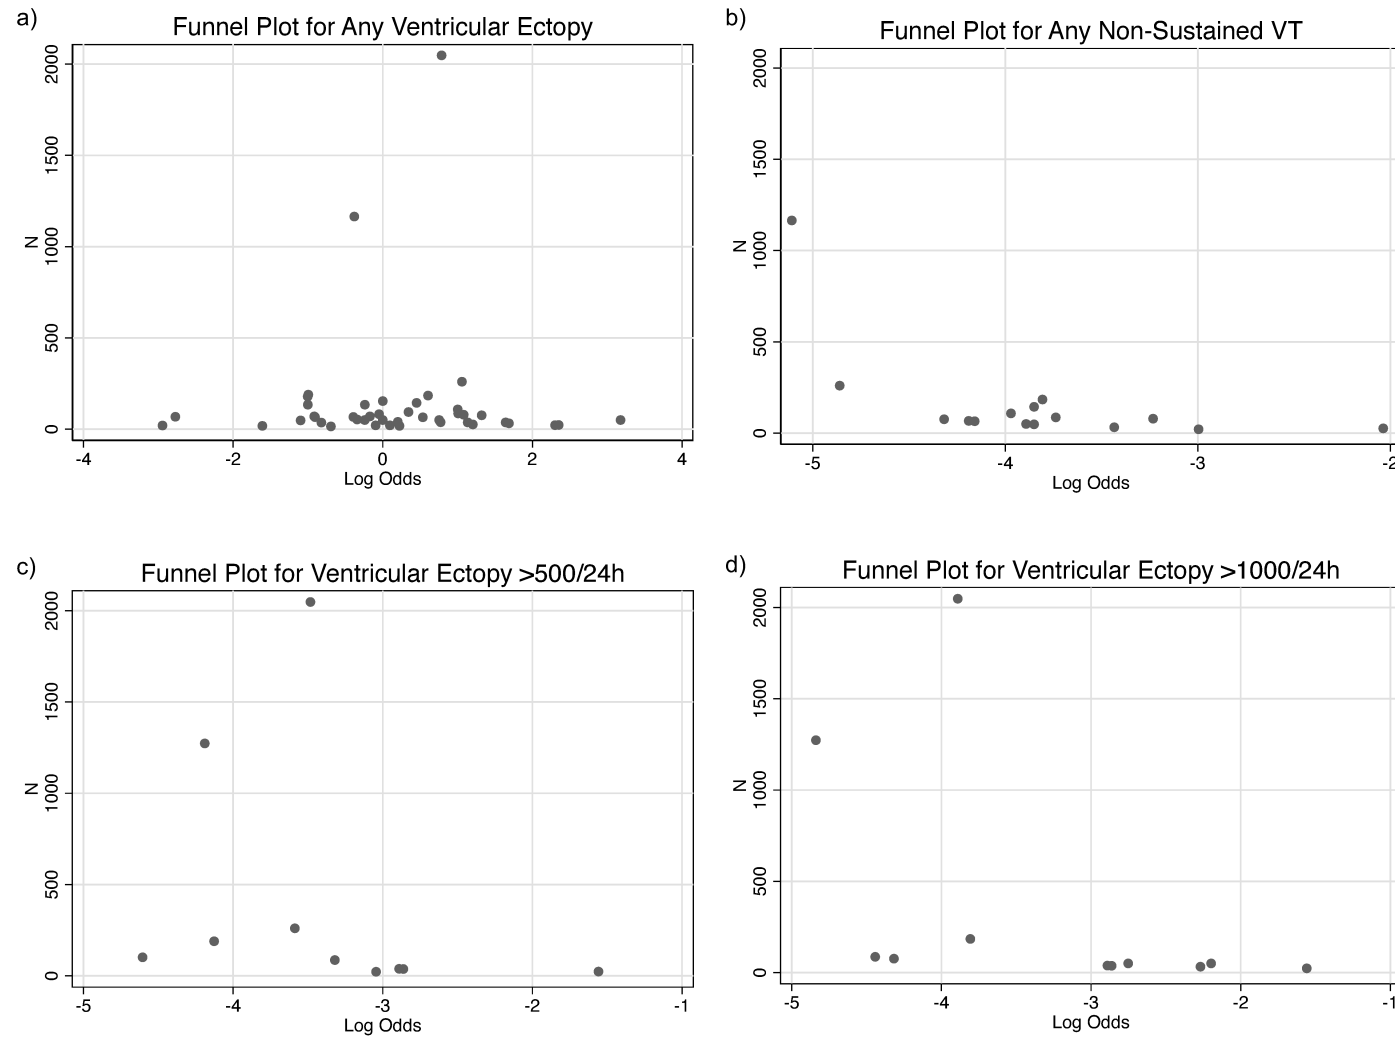 a)
Funnel Plot for Any Ventricular Ectopy
2000
1500
1000
500
0
N
-4 -2 0 2 4
Log Odds
b)
Funnel Plot for Any Non-Sustained VT
2000
1500
1000
500
0
N
-5 -4 -3 -2
Log Odds
c)
Funnel Plot for Ventricular Ectopy >500/24h
2000
1500
1000
500
0
N
-5 -4 -3 -2 -1
Log Odds
d)
Funnel Plot for Ventricular Ectopy >1000/24h
2000
1500
1000
500
0
N
-5 -4 -3 -2 -1
Log Odds